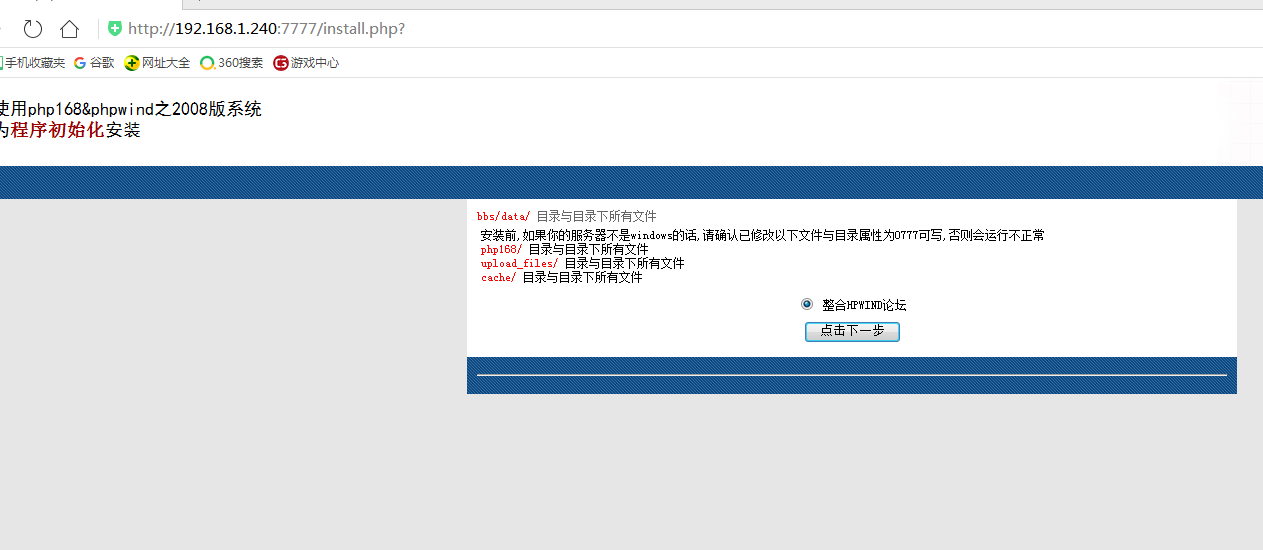 http://192.168.1.240:7777/install.php?
手机收藏夹 谷歌 网址大全 360搜索 游戏中心
使用php168&phpwind之2008版系统
为程序初始化安装
bbs/data/ 目录与目录下所有文件
安装前,如果你的服务器不是windows的话,请确认已修改以下文件与目录属性为0777可写,否则会运行不正常
php168/ 目录与目录下所有文件
upload_files/ 目录与目录下所有文件
cache/ 目录与目录下所有文件
整合HPWIND论坛
点击下一步